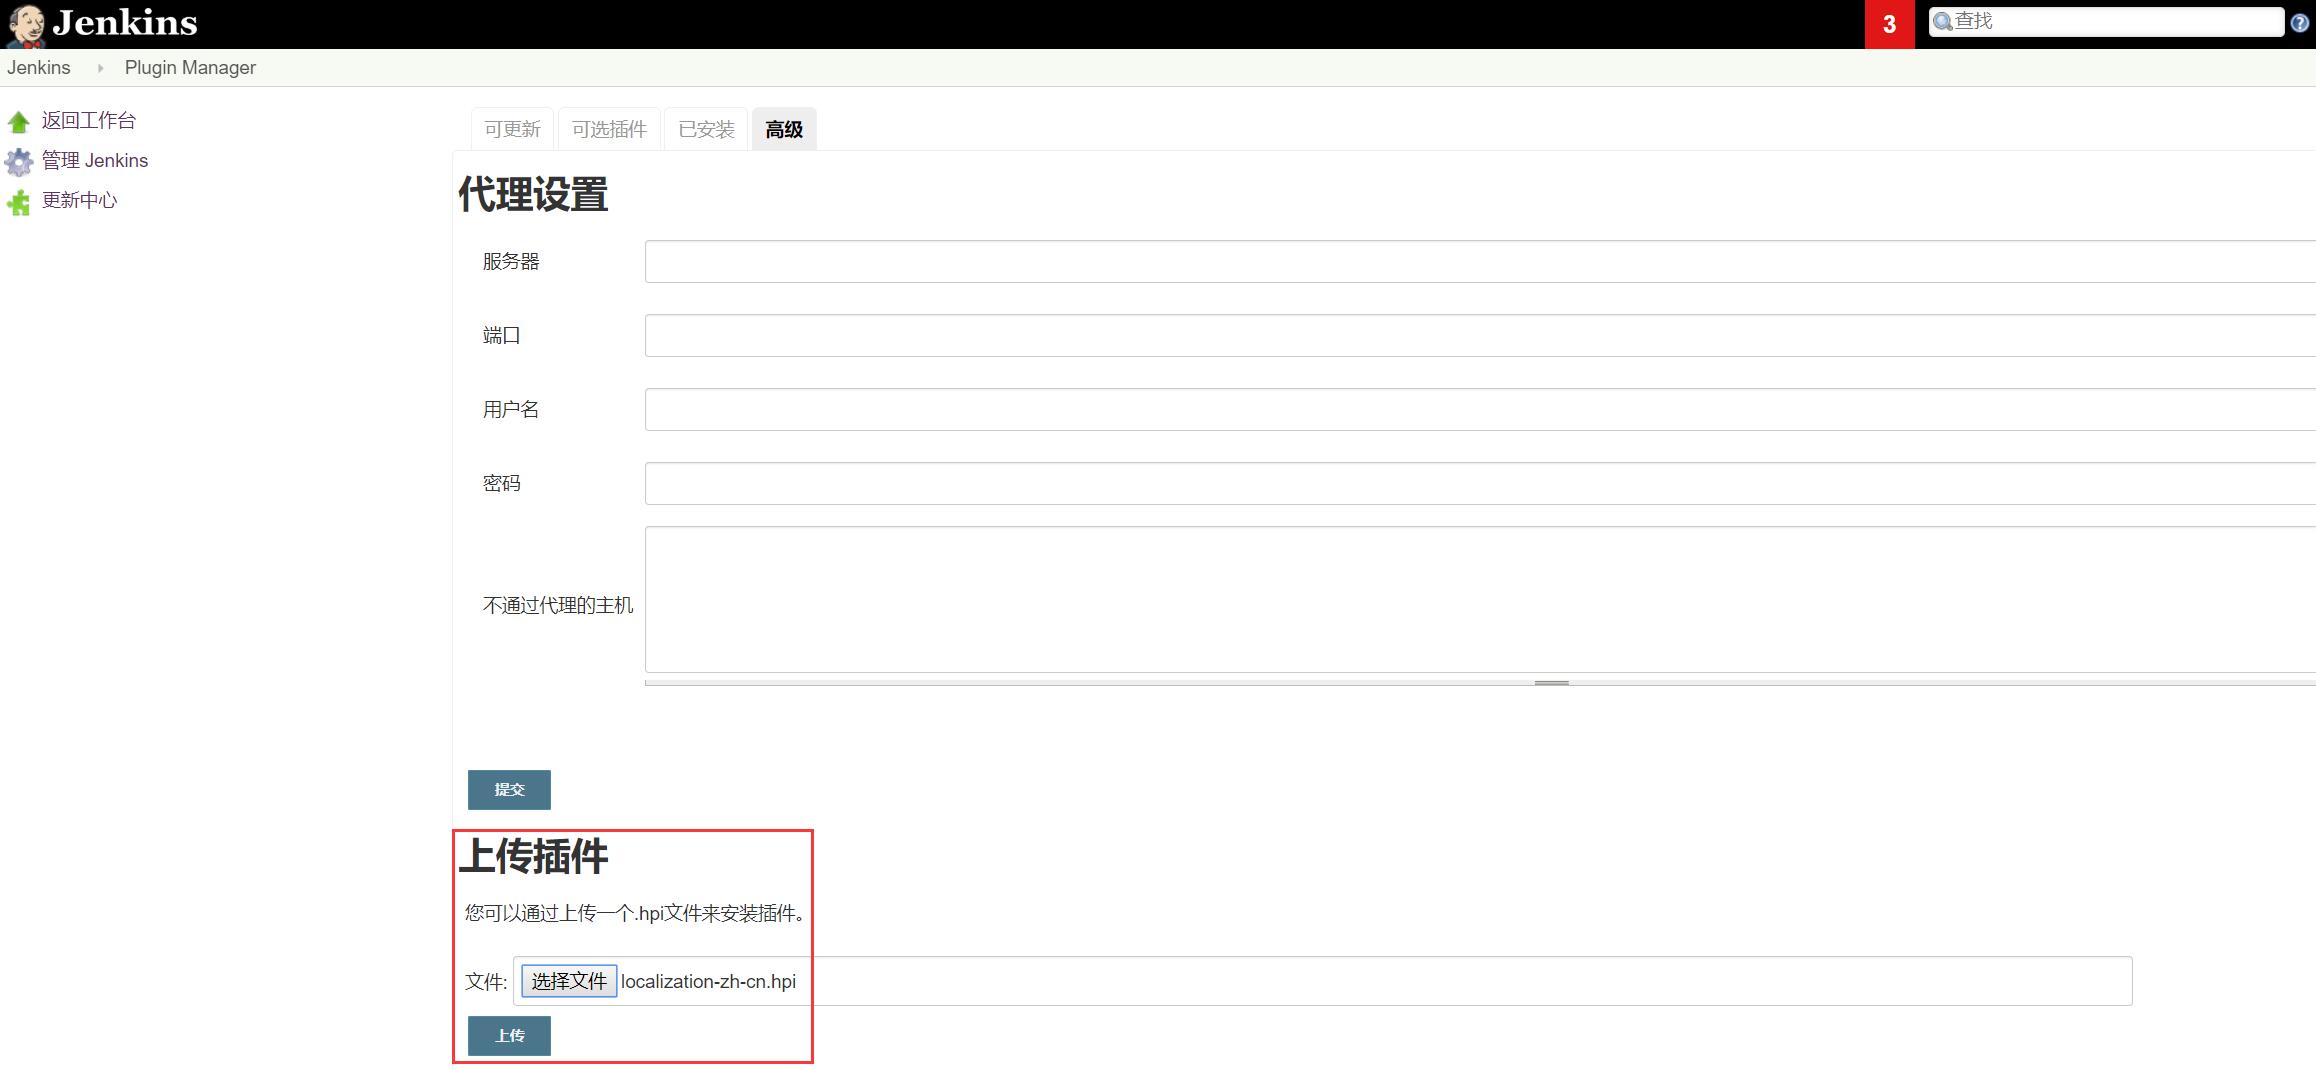 Jenkins
3
查找
Jenkins
Plugin Manager
返回工作台
管理 Jenkins
更新中心
可更新
可选插件
已安装
高级
代理设置
服务器
端口
用户名
密码
不通过代理的主机
提交
上传插件
您可以通过上传一个.hpi文件来安装插件。
文件: 选择文件 localization-zh-cn.hpi
上传